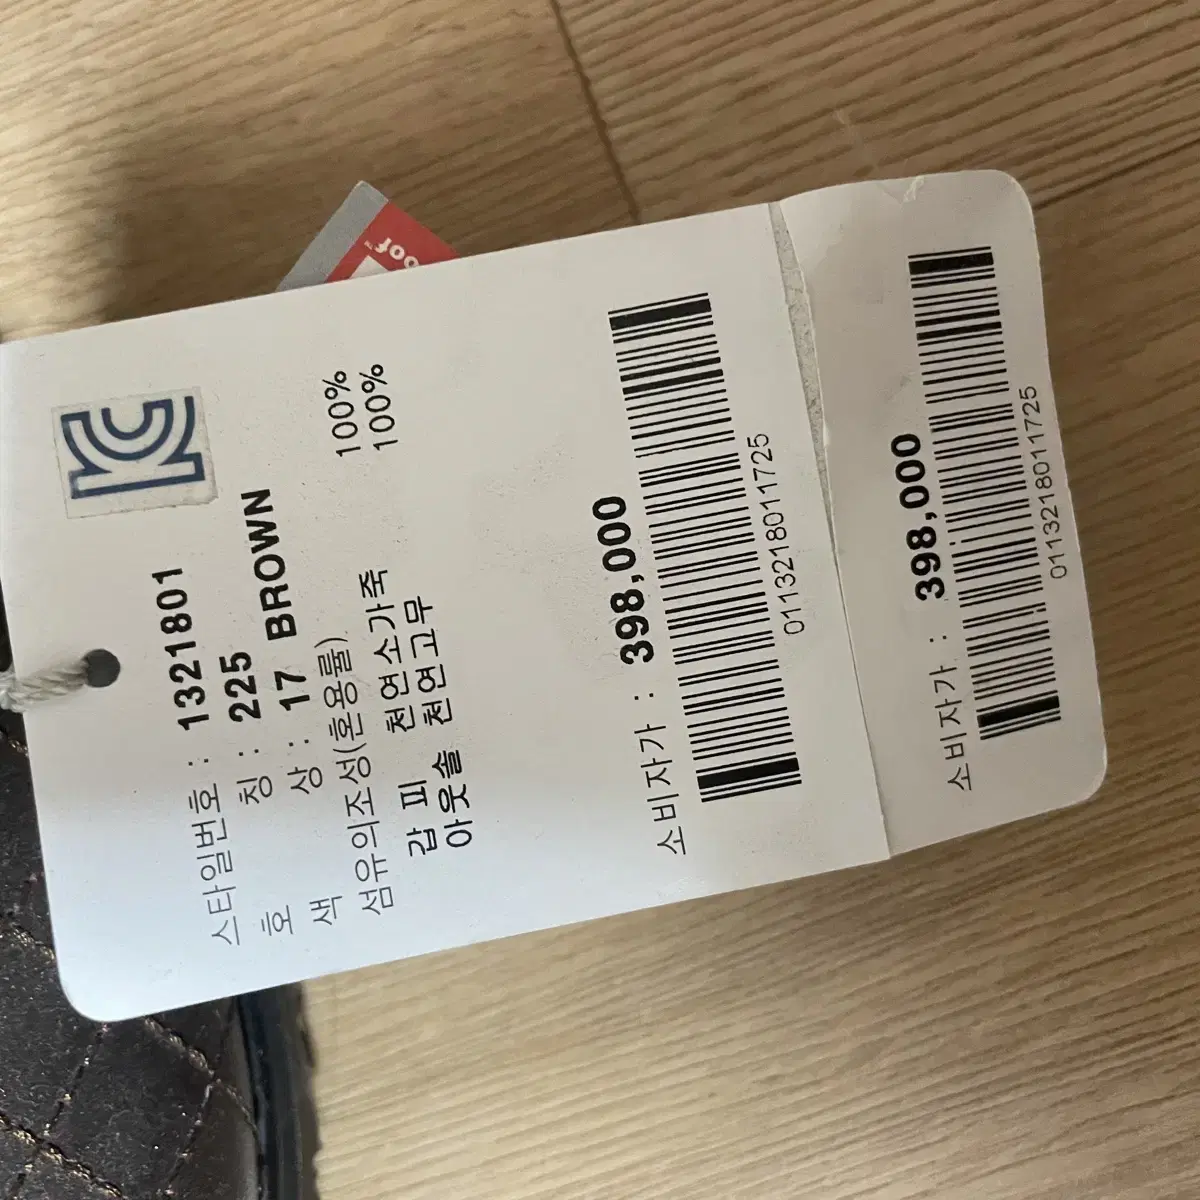 스타일번호 : 1321801
호 칭 : 225
색 상 : 17 BROWN
섬유의조성(혼용률)
갑 피 천연소가죽 100%
아웃솔 천연고무 100%
소비자가 : 398,000
0113218011725
소비자가 : 398,000
0113218011725